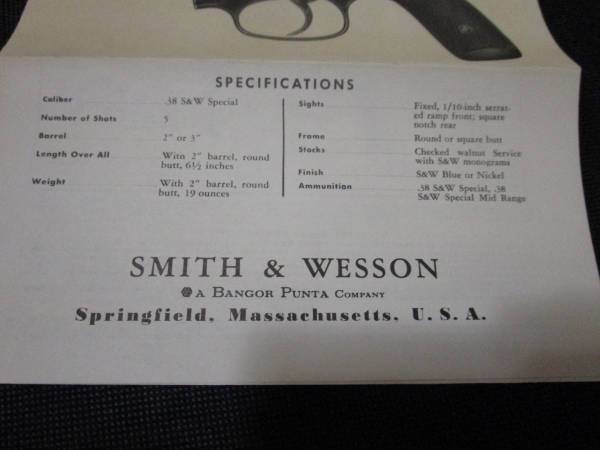 SPECIFICATIONS
Caliber .38 S&W Special
Number of Shots 5
Barrel 2" or 3"
Length Over All With 2" barrel, round
butt, 6½ inches
Weight With 2" barrel, round
butt, 19 ounces
Sights Fixed, 1/10-inch serrat-
ed ramp front; square
notch rear
Frame Round or square butt
Stocks Checked walnut Service
with S&W monograms
Finish S&W Blue or Nickel
Ammunition .38 S&W Special, .38
S&W Special Mid Range
SMITH & WESSON
A BANGOR PUNTA COMPANY
Springfield, Massachusetts, U. S. A.